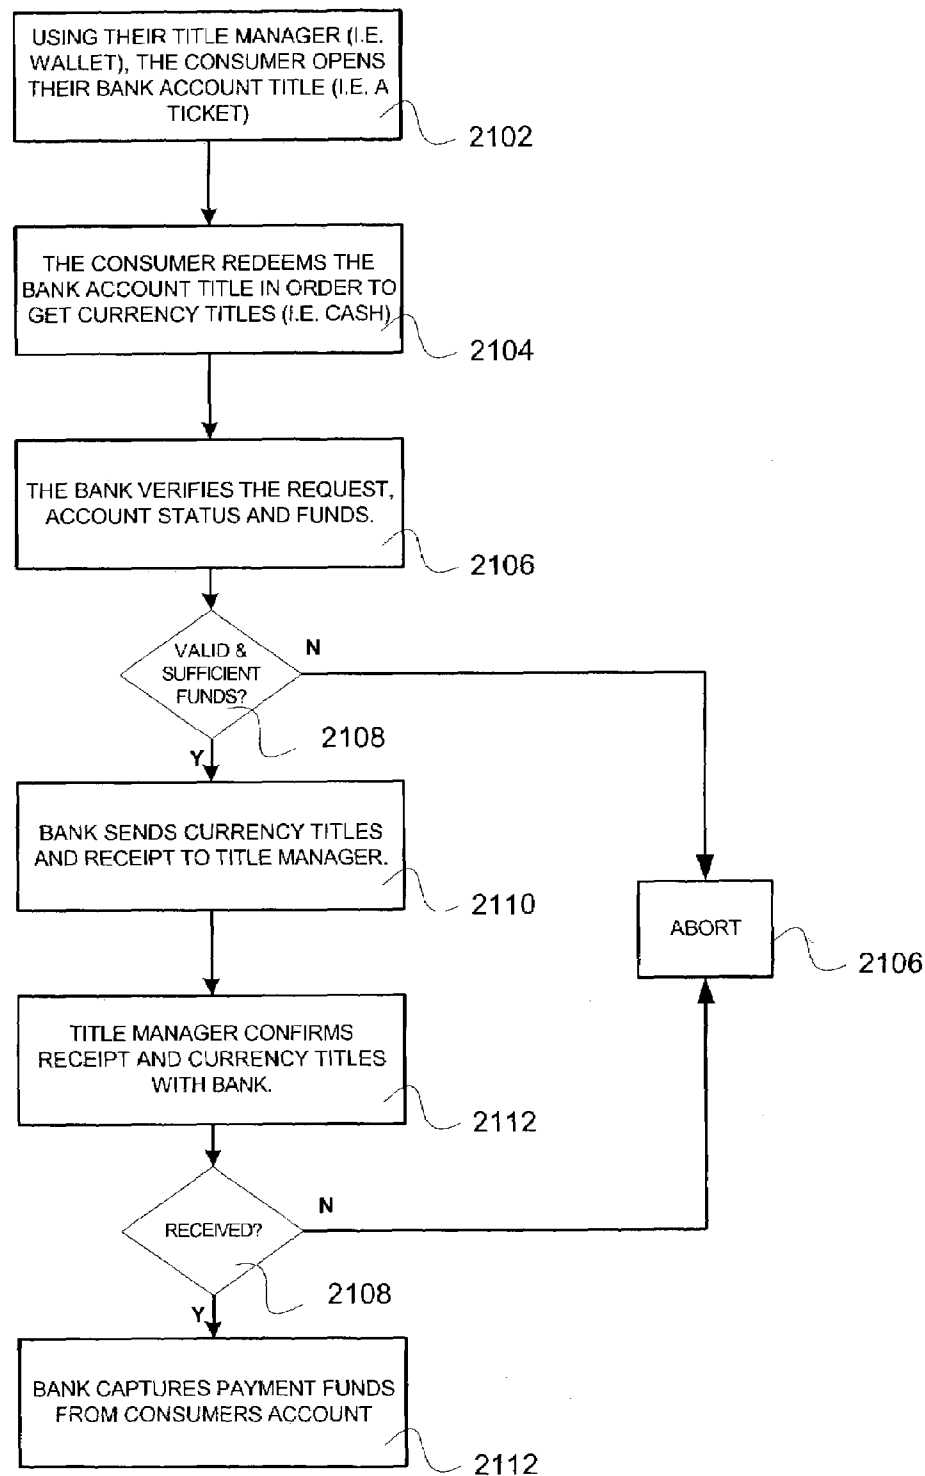 USING THEIR TITLE MANAGER (I.E.
WALLET), THE CONSUMER OPENS
THEIR BANK ACCOUNT TITLE (I.E. A
TICKET)
2102
THE CONSUMER REDEEMS THE
BANK ACCOUNT TITLE IN ORDER TO
GET CURRENCY TITLES (I.E. CASH)
2104
THE BANK VERIFIES THE REQUEST,
ACCOUNT STATUS AND FUNDS.
2106
VALID &
SUFFICIENT
FUNDS?
N
2108
Y
BANK SENDS CURRENCY TITLES
AND RECEIPT TO TITLE MANAGER.
2110
ABORT
2106
TITLE MANAGER CONFIRMS
RECEIPT AND CURRENCY TITLES
WITH BANK.
2112
RECEIVED?
N
2108
Y
BANK CAPTURES PAYMENT FUNDS
FROM CONSUMERS ACCOUNT
2112